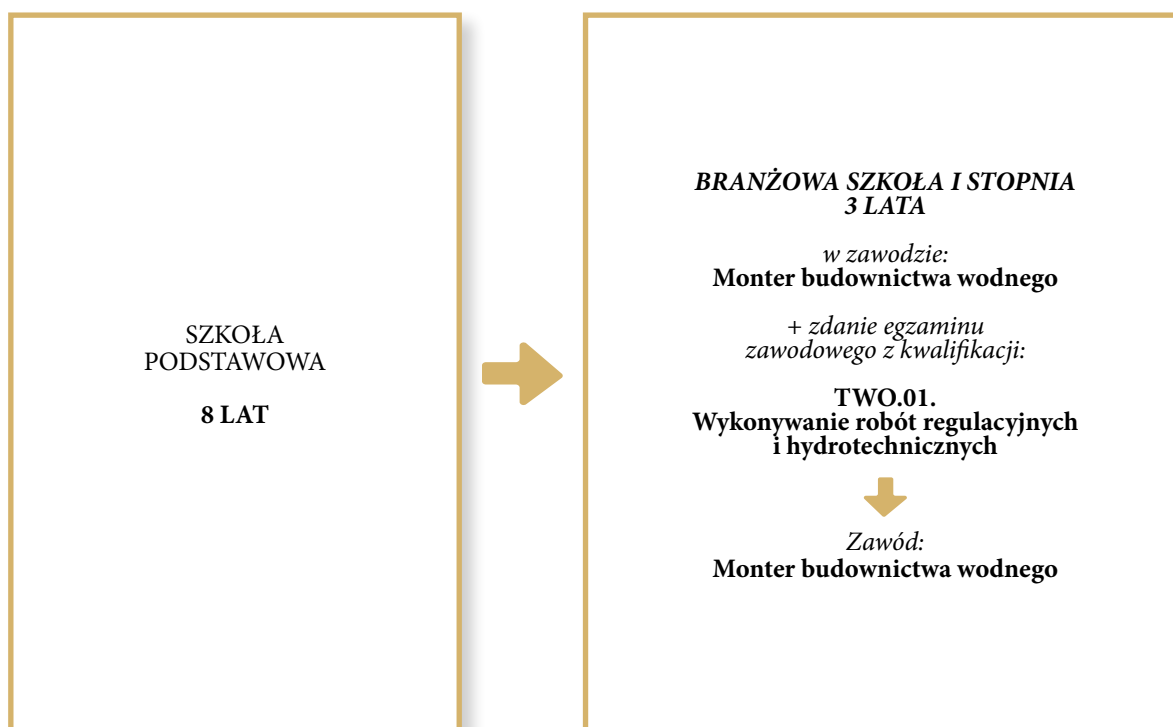 SZKOŁA
PODSTAWOWA
8 LAT
BRANŻOWA SZKOŁA I STOPNIA
3 LATA
w zawodzie:
Monter budownictwa wodnego
+ zdanie egzaminu
zawodowego z kwalifikacji:
TWO.01.
Wykonywanie robót regulacyjnych
i hydrotechnicznych
Zawód:
Monter budownictwa wodnego